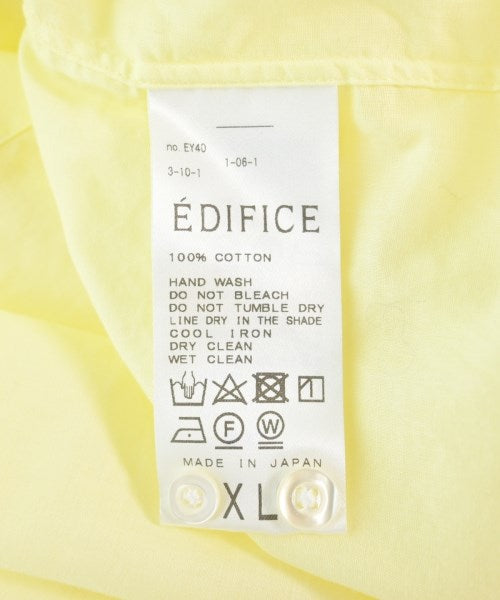 no. EY40
1-06-1
3-10-1
ÉDIFICE
100% COTTON
HAND WASH
DO NOT BLEACH
DO NOT TUMBLE DRY
LINE DRY IN THE SHADE
COOL IRON
DRY CLEAN
WET CLEAN
F W
MADE IN JAPAN
XL